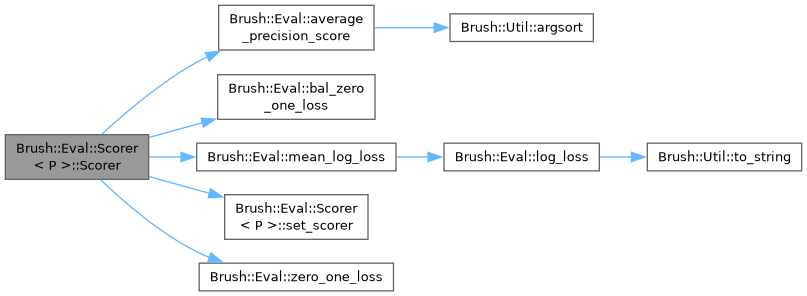 Brush::Eval::average
_precision_score
Brush::Util::argsort
Brush::Eval::bal_zero
_one_loss
Brush::Eval::Scorer
< P >::Scorer
Brush::Eval::mean_log_loss
Brush::Eval::log_loss
Brush::Util::to_string
Brush::Eval::Scorer
< P >::set_scorer
Brush::Eval::zero_one_loss